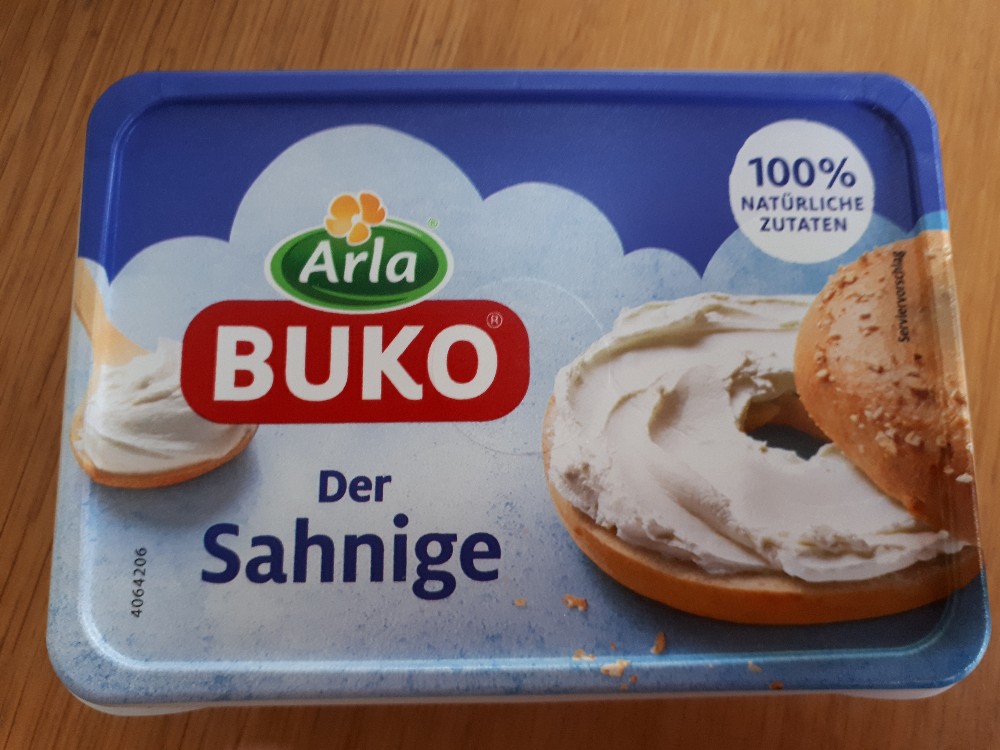 100%
NATÜRLICHE
ZUTATEN
Arla®
BUKO®
Serviervorschlag
Der
Sahnige
4064206